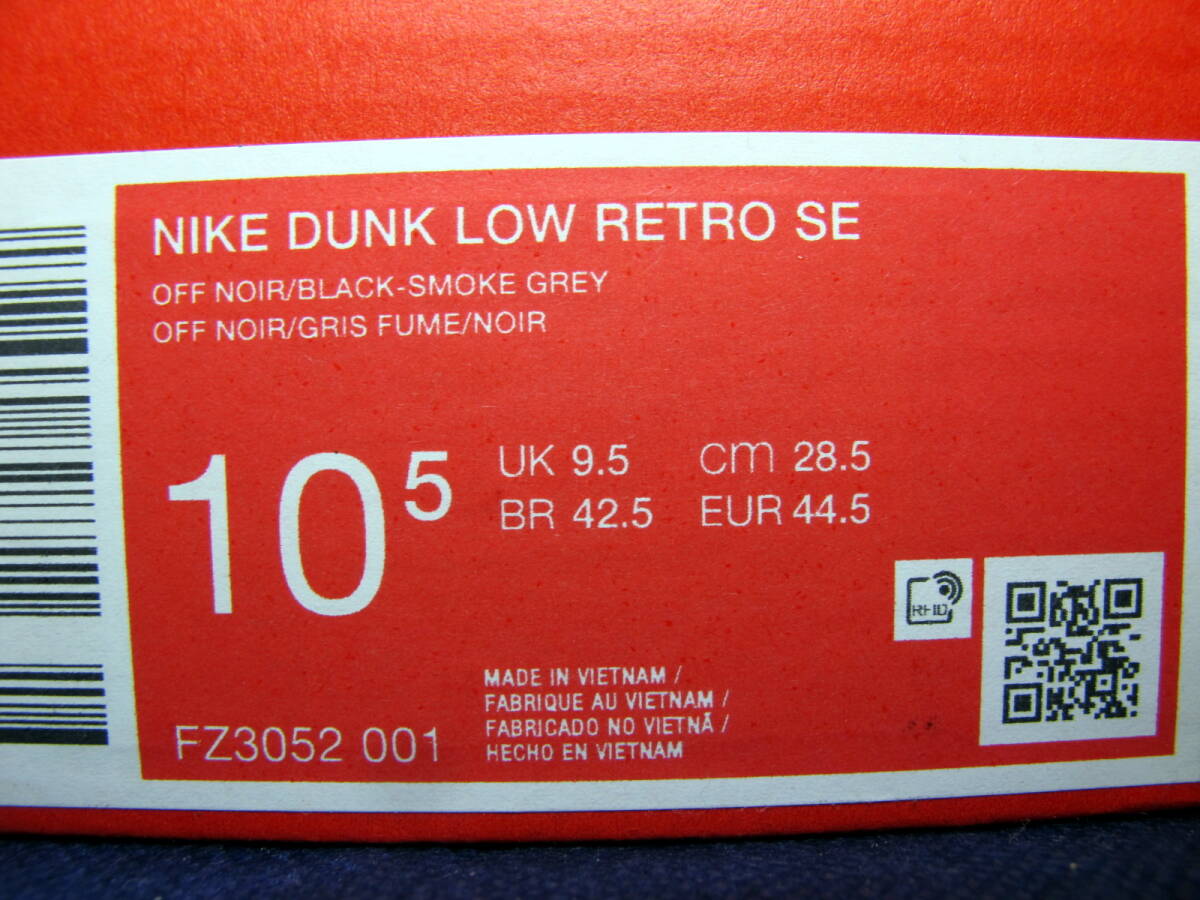 NIKE DUNK LOW RETRO SE
OFF NOIR/BLACK-SMOKE GREY
OFF NOIR/GRIS FUME/NOIR
10 5
UK 9.5 cm 28.5
BR 42.5 EUR 44.5
RFID
MADE IN VIETNAM /
FABRIQUE AU VIETNAM /
FABRICADO NO VIETNÃ /
HECHO EN VIETNAM
FZ3052 001